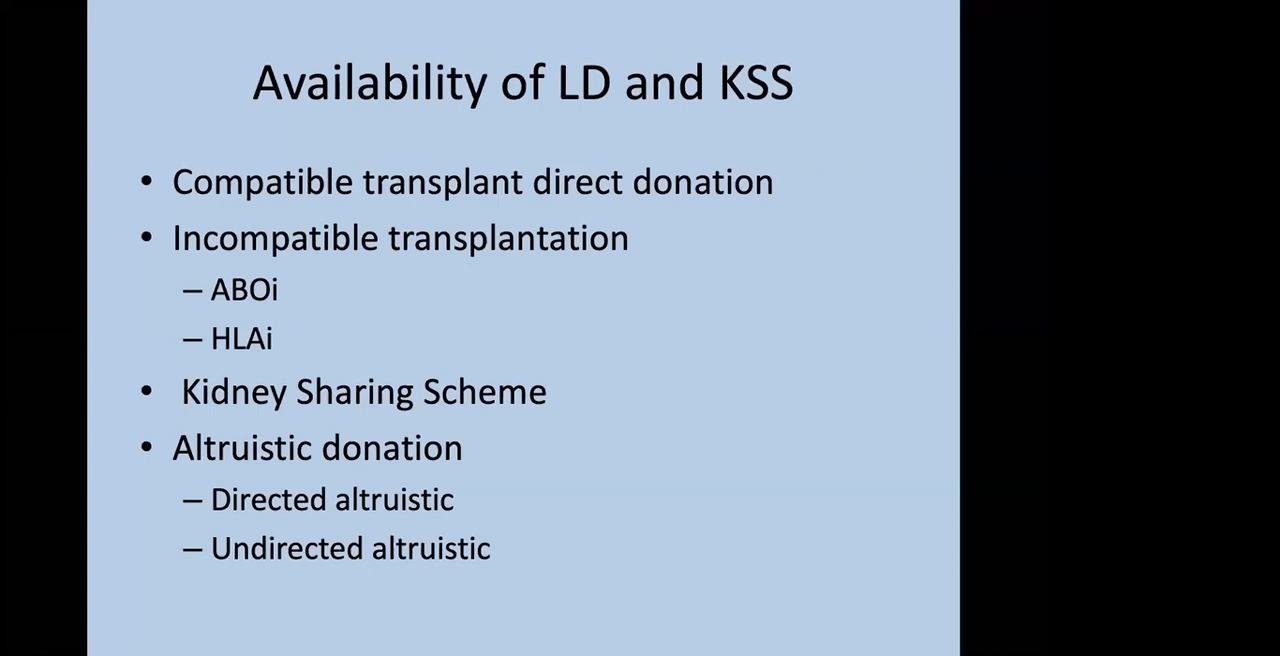 Availability of LD and KSS
• Compatible transplant direct donation
• Incompatible transplantation
– ABOi
– HLAi
• Kidney Sharing Scheme
• Altruistic donation
– Directed altruistic
– Undirected altruistic